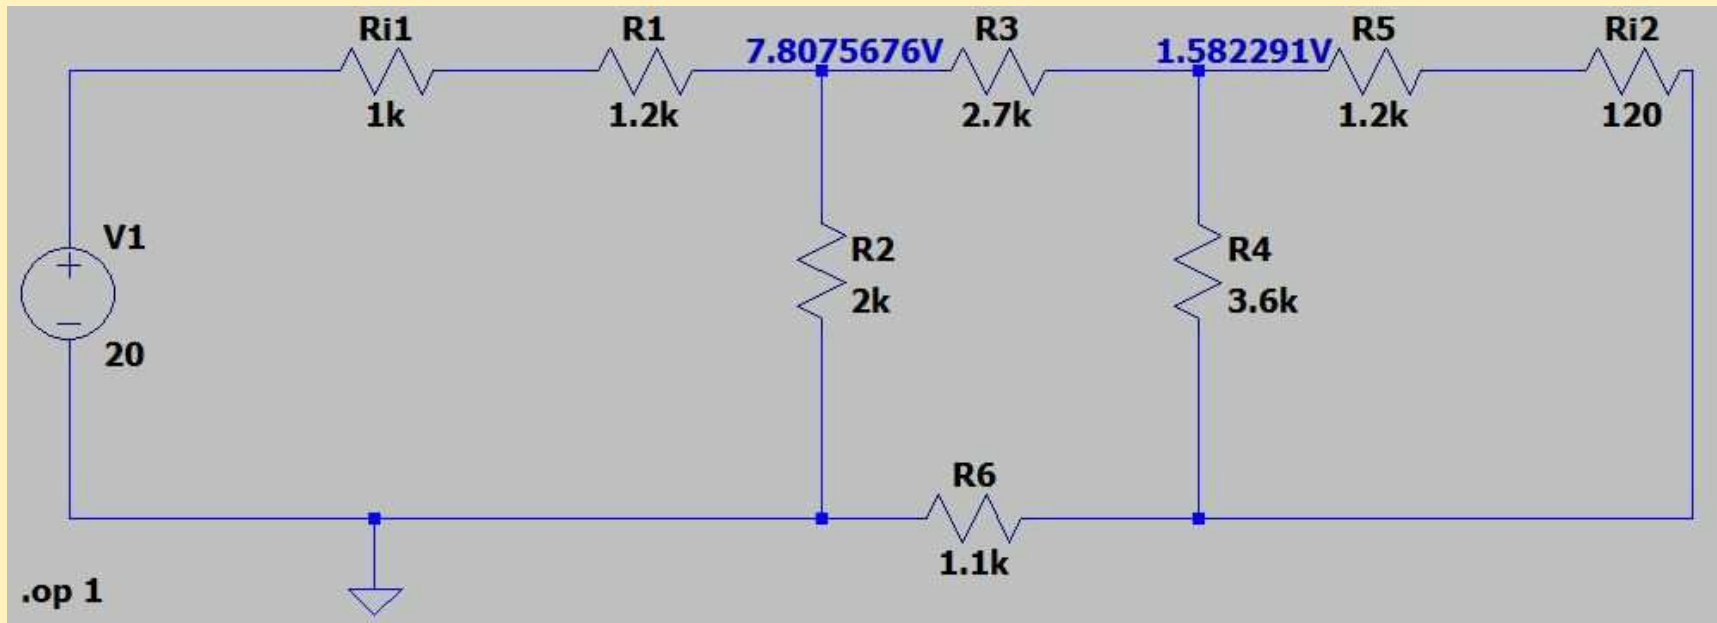 Ri1
1k
R1
1.2k
7.8075676V
R3
2.7k
1.582291V
R5
1.2k
Ri2
120
V1
+
−
20
R2
2k
R4
3.6k
R6
1.1k
.op 1